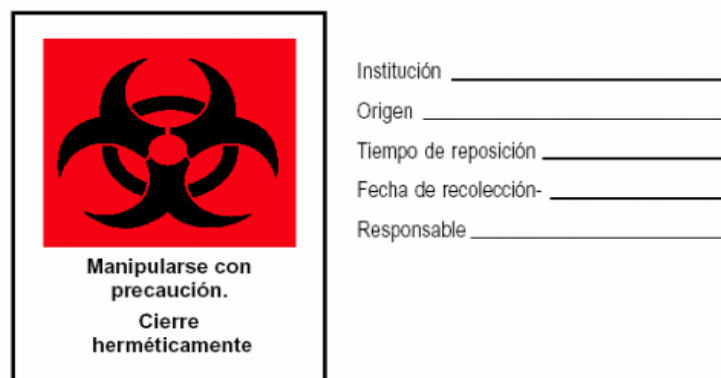 Manipularse con
precaución.
Cierre
herméticamente
Institución
Origen
Tiempo de reposición
Fecha de recolección-
Responsable